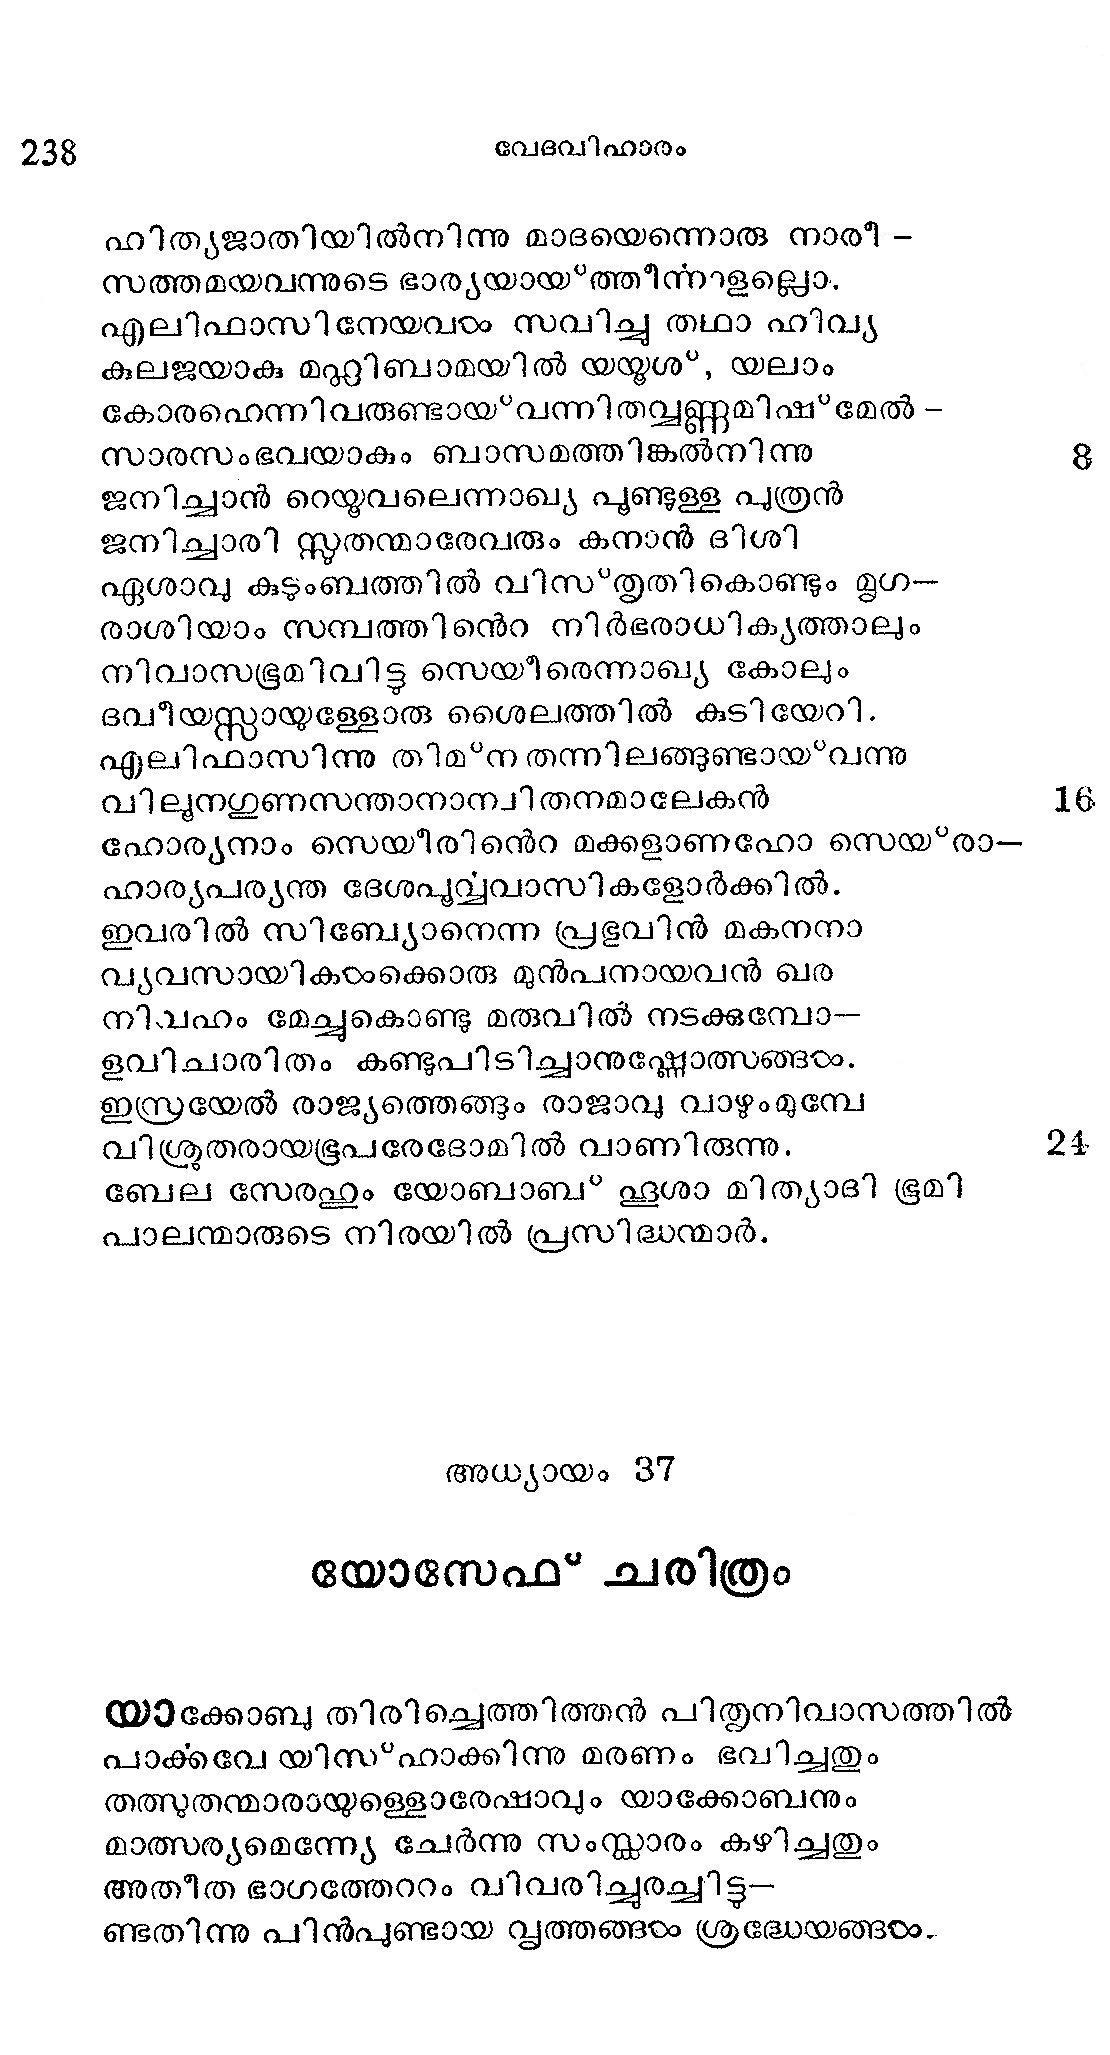 238 വേദവിഹാരം
ഹിത്യജാതിയിൽനിന്നു മാദയെന്നൊരു നാരീ –
സത്തമയവന്നുടെ ഭാര്യയായ്ത്തീൎന്നാളല്ലൊ.
എലിഫാസിനേയവൾ സവിച്ചു തഥാ ഹിവ്യ
കുലജയാകു മറ്റിബാമയിൽ യയൂശ്, യലാം
കോരഹെന്നിവരുണ്ടായ്‌വന്നിതവ്വണ്ണമിഷ്മേൽ –
സാരസംഭവയാകും ബാസമത്തിങ്കൽനിന്നു 8
ജനിച്ചാൻ റെയൂവലെന്നാഖ്യ പൂണ്ടുള്ള പുത്രൻ
ജനിച്ചാരി സ്സുതന്മാരേവരും കനാൻ ദിശി
ഏശാവു കുടുംബത്തിൽ വിസ്തൃതികൊണ്ടും മൃഗ—
രാശിയാം സമ്പത്തിൻെറ നിർഭരാധിക്യത്താലും
നിവാസഭൂമിവിട്ടു സെയീരെന്നാഖ്യ കോലും
ദവീയസ്സായുള്ളോരു ശൈലത്തിൽ കുടിയേറി.
എലിഫാസിന്നു തിമ്ന തന്നിലങ്ങുണ്ടായ്‌വന്നു
വിലൂനഗുണസന്താനാന്വിതനമാലേകൻ 16
ഹോര്യനാം സെയീരിൻെറ മക്കളാണഹോ സെയ്രാ—
ഹാര്യപര്യന്ത ദേശപൂൎവ്വവാസികളോർക്കിൽ.
ഇവരിൽ സിബ്യോനെന്ന പ്രഭുവിൻ മകനനാ
വ്യവസായികൾക്കൊരു മുൻപനായവൻ ഖര
നിവഹം മേച്ചുകൊണ്ടു മരുവിൽ നടക്കുമ്പോ—
ളവിചാരിതം കണ്ടുപിടിച്ചാനുഷ്ണോത്സങ്ങൾ.
ഇസ്രയേൽ രാജ്യത്തെങ്ങും രാജാവു വാഴുംമുമ്പേ
വിശ്രുതരായഭൂപരേദോമിൽ വാണിരുന്നു. 24
ബേല സേരഹും യോബാബ് ഹൂശാ മിത്യാദി ഭൂമി
പാലന്മാരുടെ നിരയിൽ പ്രസിദ്ധന്മാർ.
അധ്യായം 37
യോസേഫ് ചരിത്രം
യാക്കോബു തിരിച്ചെത്തിത്തൻ പിതൃനിവാസത്തിൽ
പാൎക്കവേ യിസ്ഹാക്കിന്നു മരണം ഭവിച്ചതും
തത്സുതന്മാരായുള്ളൊരേഷാവും യാക്കോബനും
മാത്സര്യമെന്ന്യേ ചേർന്നു സംസ്കാരം കഴിച്ചതും
അതീത ഭാഗത്തേററം വിവരിച്ചുരച്ചിട്ടു—
ണ്ടതിന്നു പിൻപുണ്ടായ വൃത്തങ്ങൾ ശ്രദ്ധേയങ്ങൾ.